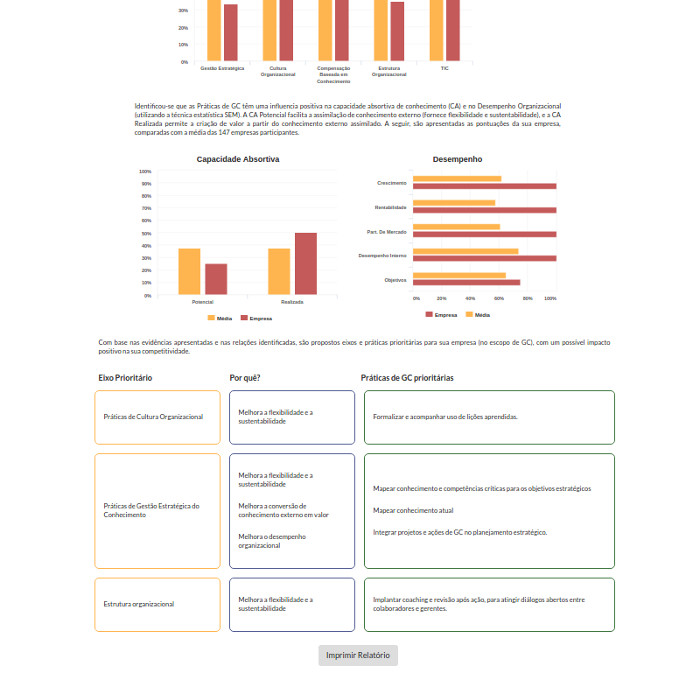 30%
20%
10%
0%
Gestão Estratégica
Cultura
Organizacional
Compensação
Baseada em
Conhecimento
Estrutura
Organizacional
TIC
Identificou-se que as Práticas de GC têm uma influencia positiva na capacidade absortiva de conhecimento (CA) e no Desempenho Organizacional
(utilizando a técnica estatística SEM). A CA Potencial facilita a assimilação de conhecimento externo (fornece flexibilidade e sustentabilidade), e a CA
Realizada permite a criação de valor a partir do conhecimento externo assimilado. A seguir, são apresentadas as pontuações da sua empresa,
comparadas com a média das 147 empresas participantes.
Capacidade Absortiva
100%
90%
80%
70%
60%
50%
40%
30%
20%
10%
0%
Potencial
Realizada
Média
Empresa
Desempenho
Crescimento
Rentabilidade
Part. De Mercado
Desempenho Interno
Objetivos
0%
20%
40%
60%
80%
100%
Empresa
Média
Com base nas evidências apresentadas e nas relações identificadas, são propostos eixos e práticas prioritárias para sua empresa (no escopo de GC), com um possível impacto
positivo na sua competitividade.
Eixo Prioritário
Por quê?
Práticas de GC prioritárias
Práticas de Cultura Organizacional
Melhora a flexibilidade e a
sustentabilidade
Formalizar e acompanhar uso de lições aprendidas.
Práticas de Gestão Estratégica do
Conhecimento
Melhora a flexibilidade e a
sustentabilidade
Melhora a conversão de
conhecimento externo em valor
Melhora o desempenho
organizacional
Mapear conhecimento e competências críticas para os objetivos estratégicos
Mapear conhecimento atual
Integrar projetos e ações de GC no planejamento estratégico.
Estrutura organizacional
Melhora a flexibilidade e a
sustentabilidade
Implantar coaching e revisão após ação, para atingir diálogos abertos entre
colaboradores e gerentes.
Imprimir Relatório